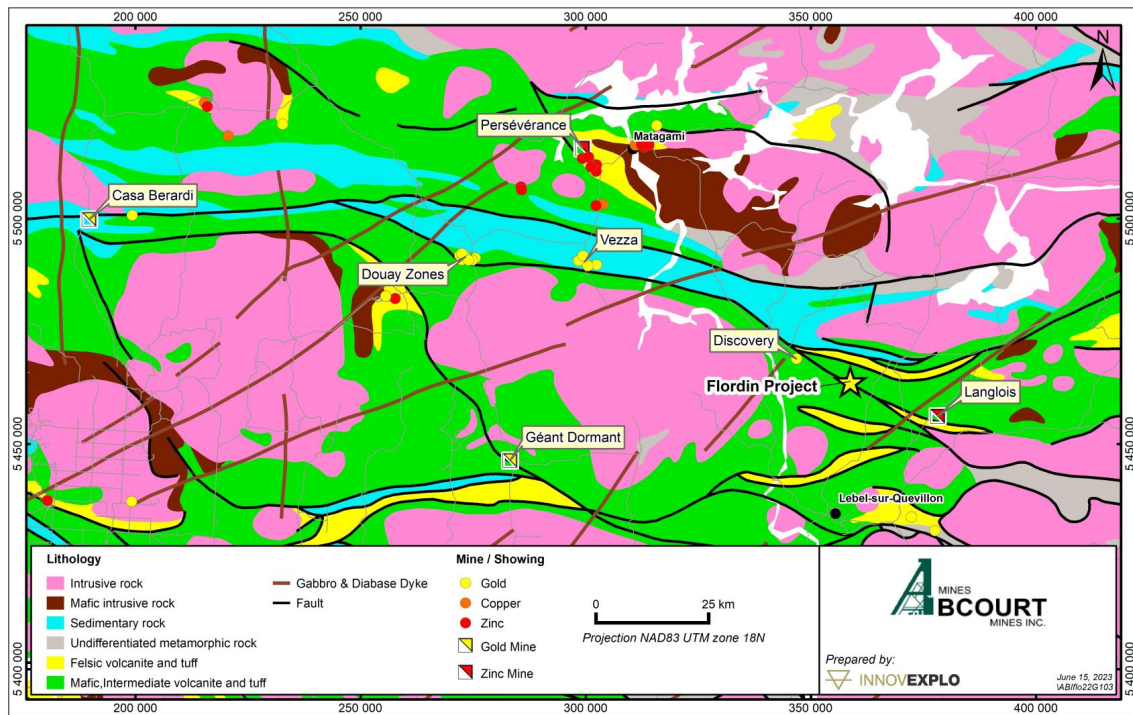 200 000
250 000
300 000
350 000
400 000
N
Persévérance
Matagami
Casa Berardi
5 500 000
5 500 000
Vezza
Douay Zones
Discovery
Flordin Project
Langlois
Géant Dormant
5 450 000
5 450 000
Lebel-sur-Quevillon
Lithology
Intrusive rock
Mafic intrusive rock
Sedimentary rock
Undifferentiated metamorphic rock
Felsic volcanite and tuff
Mafic,Intermediate volcanite and tuff
Gabbro & Diabase Dyke
Fault
Mine / Showing
Gold
Copper
Zinc
Gold Mine
Zinc Mine
0 25 km
Projection NAD83 UTM zone 18N
MINES
ABCOURT
MINES INC.
Prepared by:
INNOVEXPLO
June 15, 2023
\ABIflo22G103
5 400 000
5 400 000
200 000
250 000
300 000
350 000
400 000